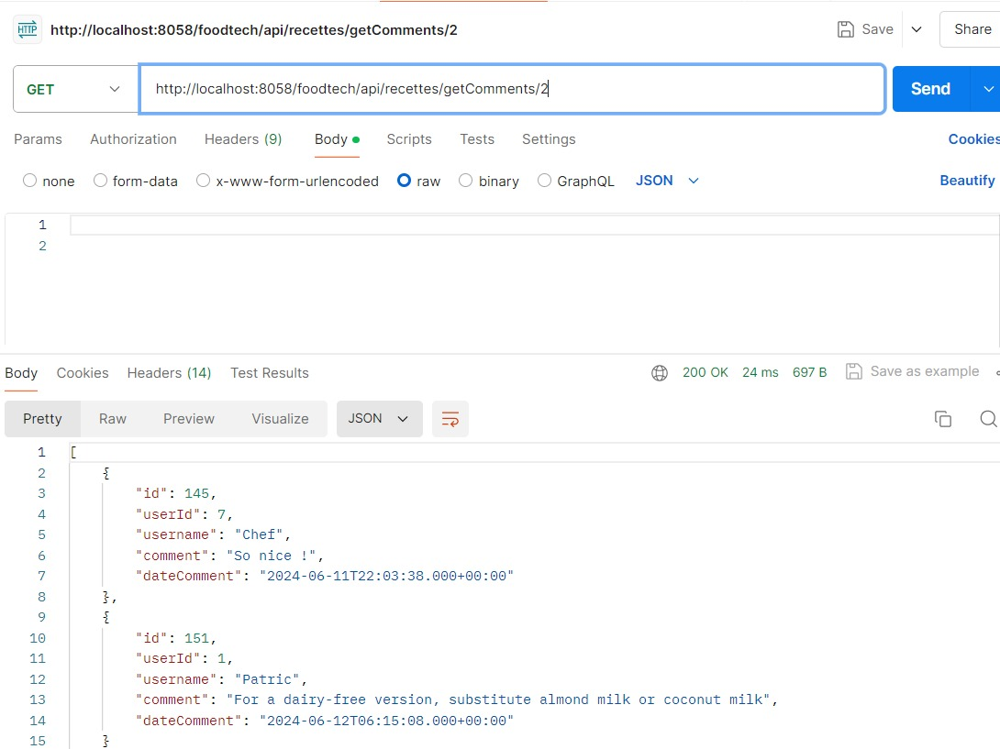 HTTP http://localhost:8058/foodtech/api/recettes/getComments/2 Save Share
GET http://localhost:8058/foodtech/api/recettes/getComments/2 Send
Params Authorization Headers (9) Body Scripts Tests Settings Cookies
none form-data x-www-form-urlencoded raw binary GraphQL JSON Beautify
1
2
Body Cookies Headers (14) Test Results 200 OK 24 ms 697 B Save as example
Pretty Raw Preview Visualize JSON
1 [
2 {
3 "id": 145,
4 "userId": 7,
5 "username": "Chef",
6 "comment": "So nice !",
7 "dateComment": "2024-06-11T22:03:38.000+00:00"
8 },
9 {
10 "id": 151,
11 "userId": 1,
12 "username": "Patric",
13 "comment": "For a dairy-free version, substitute almond milk or coconut milk",
14 "dateComment": "2024-06-12T06:15:08.000+00:00"
15 }